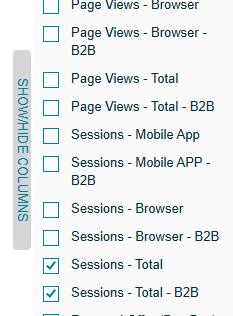 Page Views - Browser
Page Views - Browser -
B2B
Page Views - Total
Page Views - Total - B2B
Sessions - Mobile App
Sessions - Mobile APP -
B2B
Sessions - Browser
Sessions - Browser - B2B
Sessions - Total
Sessions - Total - B2B
SHOW/HIDE COLUMNS